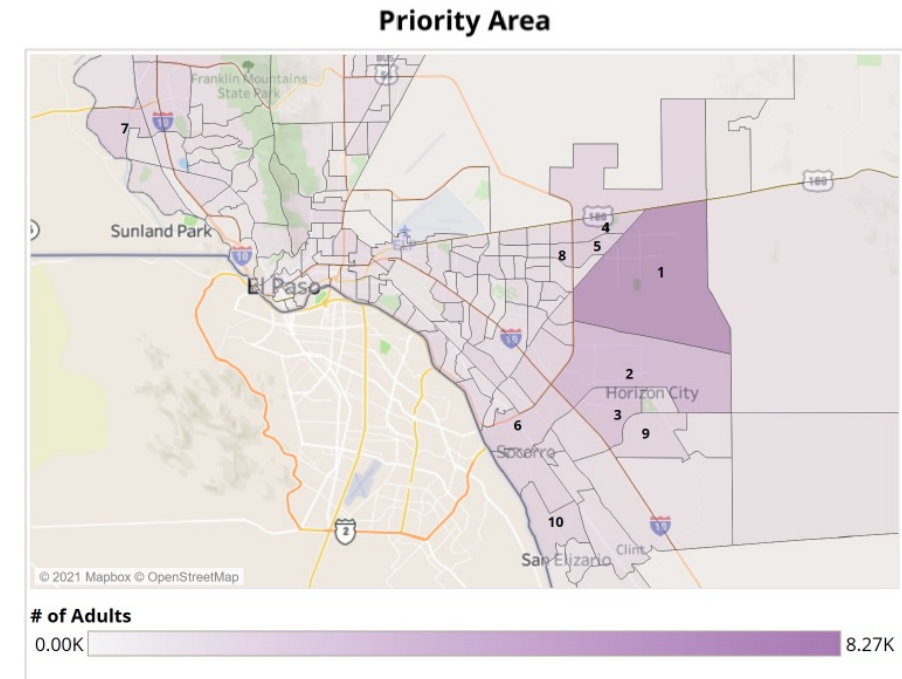 Priority Area
Franklin Mountains
State Park
10
7
180
180
Sunland Park
4
5
ELP
8
10
1
El Paso
10
2
Horizon City
3
6
9
Socorro
10
10
2
San Elizario
Clint
© 2021 Mapbox © OpenStreetMap
# of Adults
0.00K
8.27K